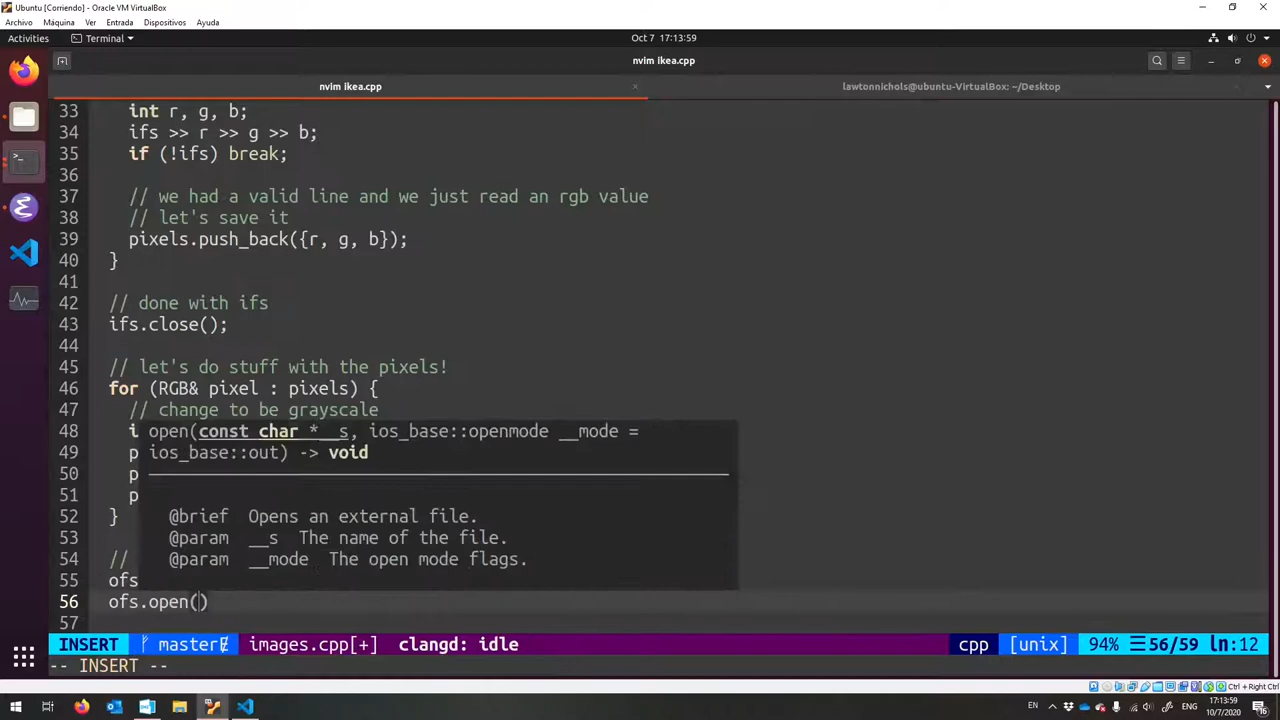 Ubuntu [Corriendo] - Oracle VM VirtualBox
Archivo Máquina Ver Entrada Dispositivos Ayuda
Activities Terminal Oct 7 17:13:59
nvim ikea.cpp
nvim ikea.cpp lawtonnichols@ubuntu-VirtualBox: ~/Desktop
33 int r, g, b;
34 ifs >> r >> g >> b;
35 if (!ifs) break;
36
37 // we had a valid line and we just read an rgb value
38 // let's save it
39 pixels.push_back({r, g, b});
40 }
41
42 // done with ifs
43 ifs.close();
44
45 // let's do stuff with the pixels!
46 for (RGB& pixel : pixels) {
47 // change to be grayscale
48 i open(const char *__s, ios_base::openmode __mode =
49 p ios_base::out) -> void
50 p
51 p
52 } @brief Opens an external file.
53 @param __s The name of the file.
54 // @param __mode The open mode flags.
55 ofs
56 ofs.open()
57
INSERT master images.cpp[+] clangd: idle cpp [unix] 94% 56/59 ln:12
-- INSERT --
Ctrl + Right Ctrl
EN ENG 17:13:59
10/7/2020 16